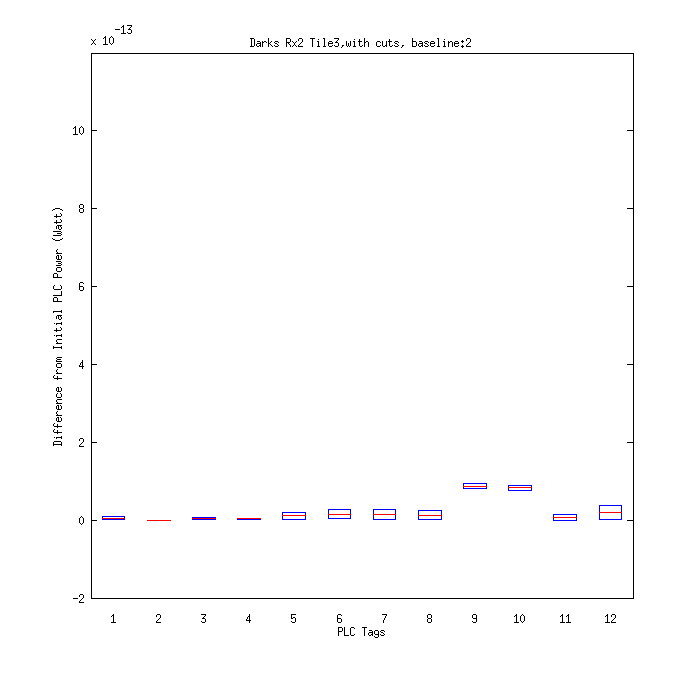 x 10-13
Darks Rx2 Tile3,with cuts, baseline:2
10
8
6
4
2
0
-2
Difference from Initial PLC Power (Watt)
1 2 3 4 5 6 7 8 9 10 11 12
PLC Tags